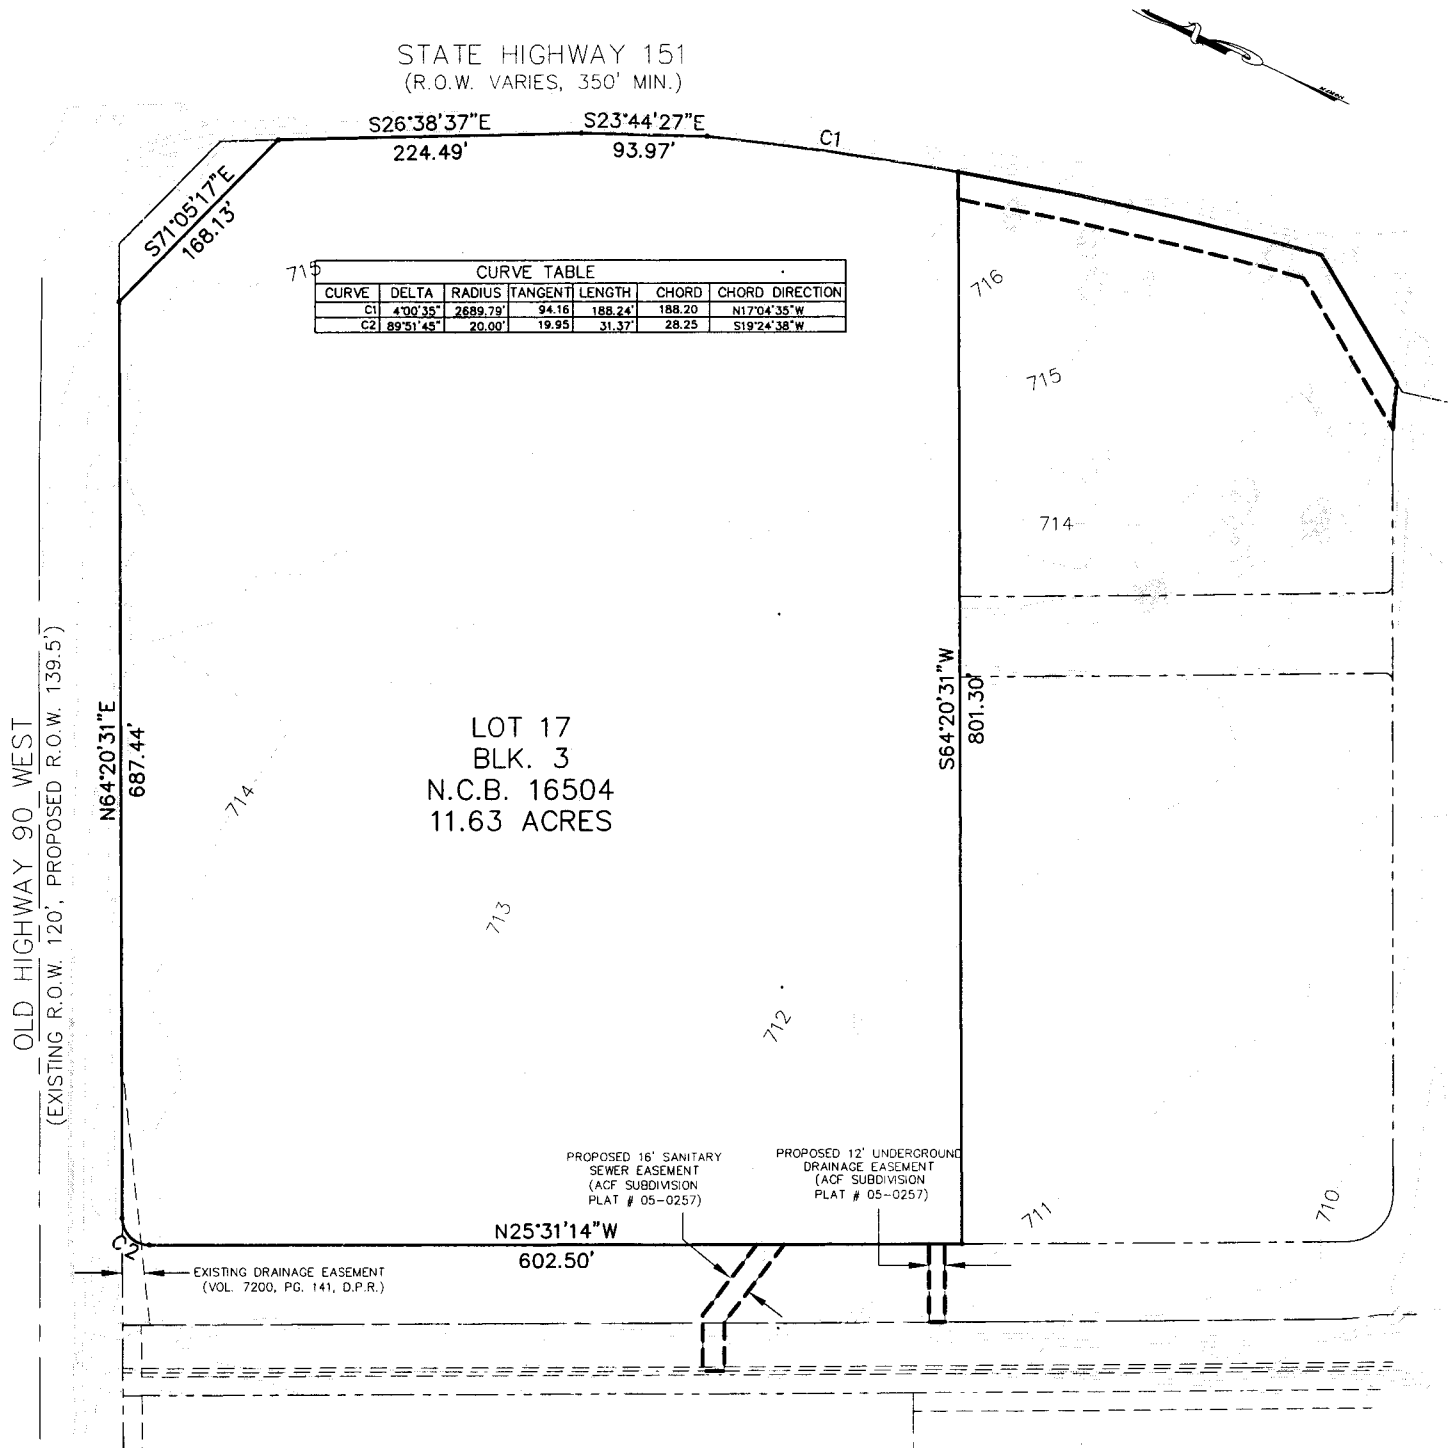 STATE HIGHWAY 151
(R.O.W. VARIES, 350' MIN.)
S26°38'37"E
224.49'
S23°44'27"E
93.97'
C1
S71°05'17"E
168.13'
715
CURVE TABLE
CURVE DELTA RADIUS TANGENT LENGTH CHORD CHORD DIRECTION
C1 4°00'35" 2689.79' 94.16 188.24' 188.20 N17°04'35"W
C2 89°51'45" 20.00' 19.95 31.37' 28.25 S19°24'38"W
716
715
714
OLD HIGHWAY 90 WEST
(EXISTING R.O.W. 120', PROPOSED R.O.W. 139.5')
N64°20'31"E
687.44'
S64°20'31"W
801.30'
LOT 17
BLK. 3
N.C.B. 16504
11.63 ACRES
714
713
712
PROPOSED 16' SANITARY
SEWER EASEMENT
(ACF SUBDIVISION
PLAT # 05-0257)
PROPOSED 12' UNDERGROUND
DRAINAGE EASEMENT
(ACF SUBDIVISION
PLAT # 05-0257)
711
710
N25°31'14"W
602.50'
C2
EXISTING DRAINAGE EASEMENT
(VOL. 7200, PG. 141, D.P.R.)